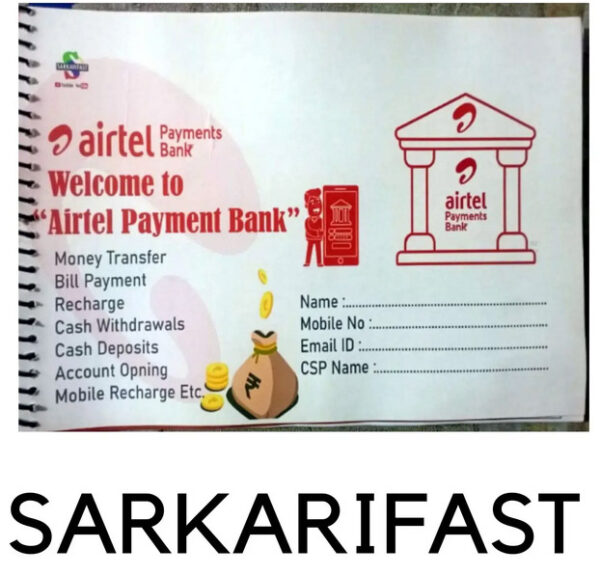 SARKARIFAST
YouTube
airtel Payments Bank
Welcome to
“Airtel Payment Bank”
Money Transfer
Bill Payment
Recharge
Cash Withdrawals
Cash Deposits
Account Opning
Mobile Recharge Etc.
₹
airtel
Payments
Bank
Name :
Mobile No :
Email ID :
CSP Name :
SARKARIFAST